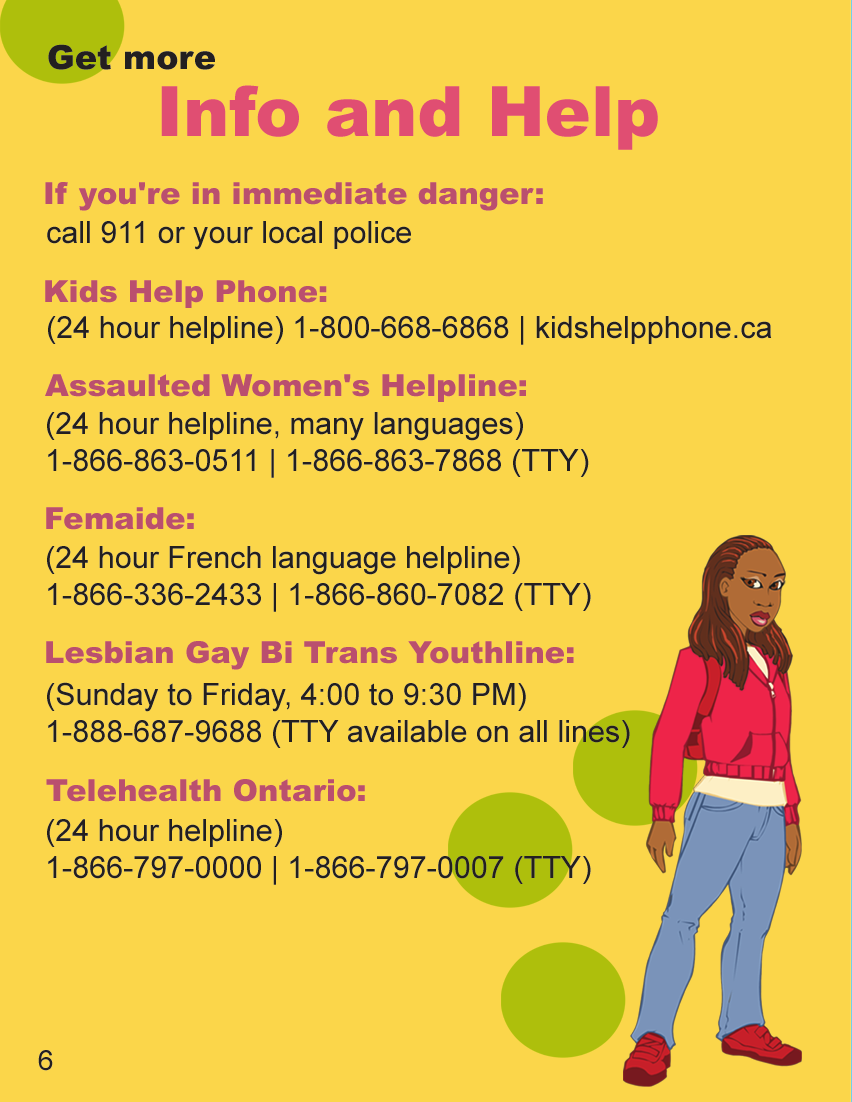 Get more
Info and Help
If you're in immediate danger:
call 911 or your local police
Kids Help Phone:
(24 hour helpline) 1-800-668-6868 | kidshelpphone.ca
Assaulted Women's Helpline:
(24 hour helpline, many languages)
1-866-863-0511 | 1-866-863-7868 (TTY)
Femaide:
(24 hour French language helpline)
1-866-336-2433 | 1-866-860-7082 (TTY)
Lesbian Gay Bi Trans Youthline:
(Sunday to Friday, 4:00 to 9:30 PM)
1-888-687-9688 (TTY available on all lines)
Telehealth Ontario:
(24 hour helpline)
1-866-797-0000 | 1-866-797-0007 (TTY)
6